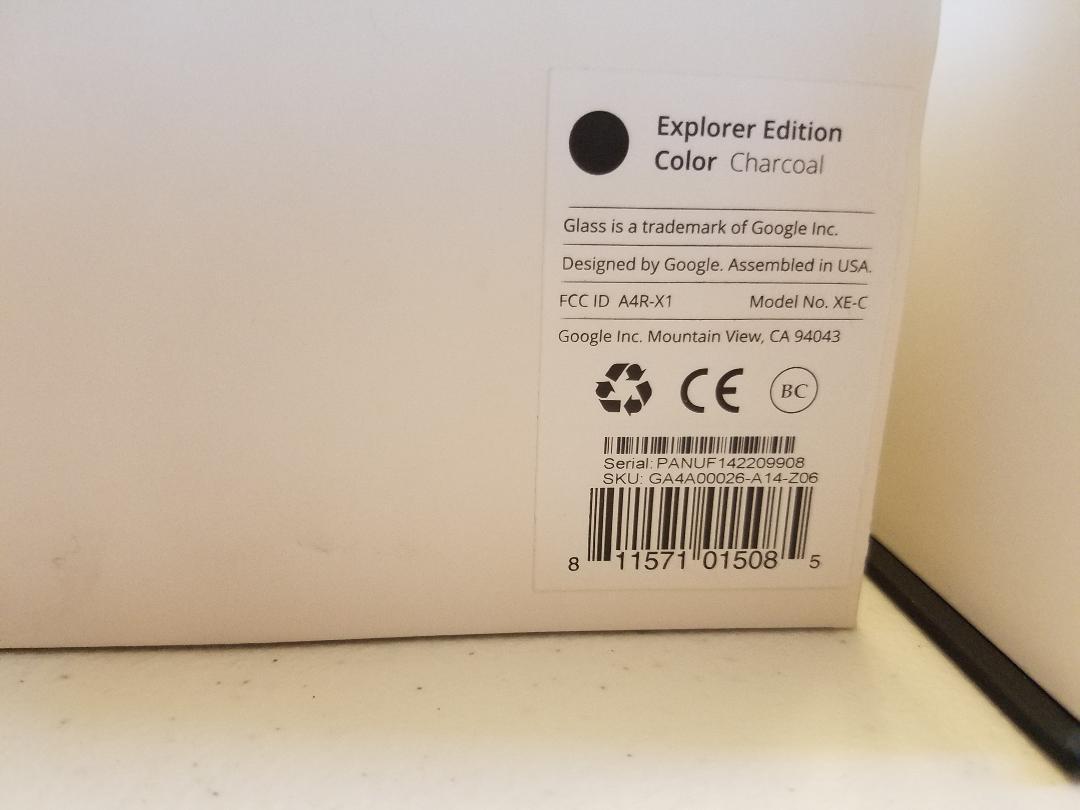 Explorer Edition
Color Charcoal
Glass is a trademark of Google Inc.
Designed by Google. Assembled in USA.
FCC ID A4R-X1 Model No. XE-C
Google Inc. Mountain View, CA 94043
CE BC
Serial: PANUF142209908
SKU: GA4A00026-A14-Z06
8 11571 01508 5